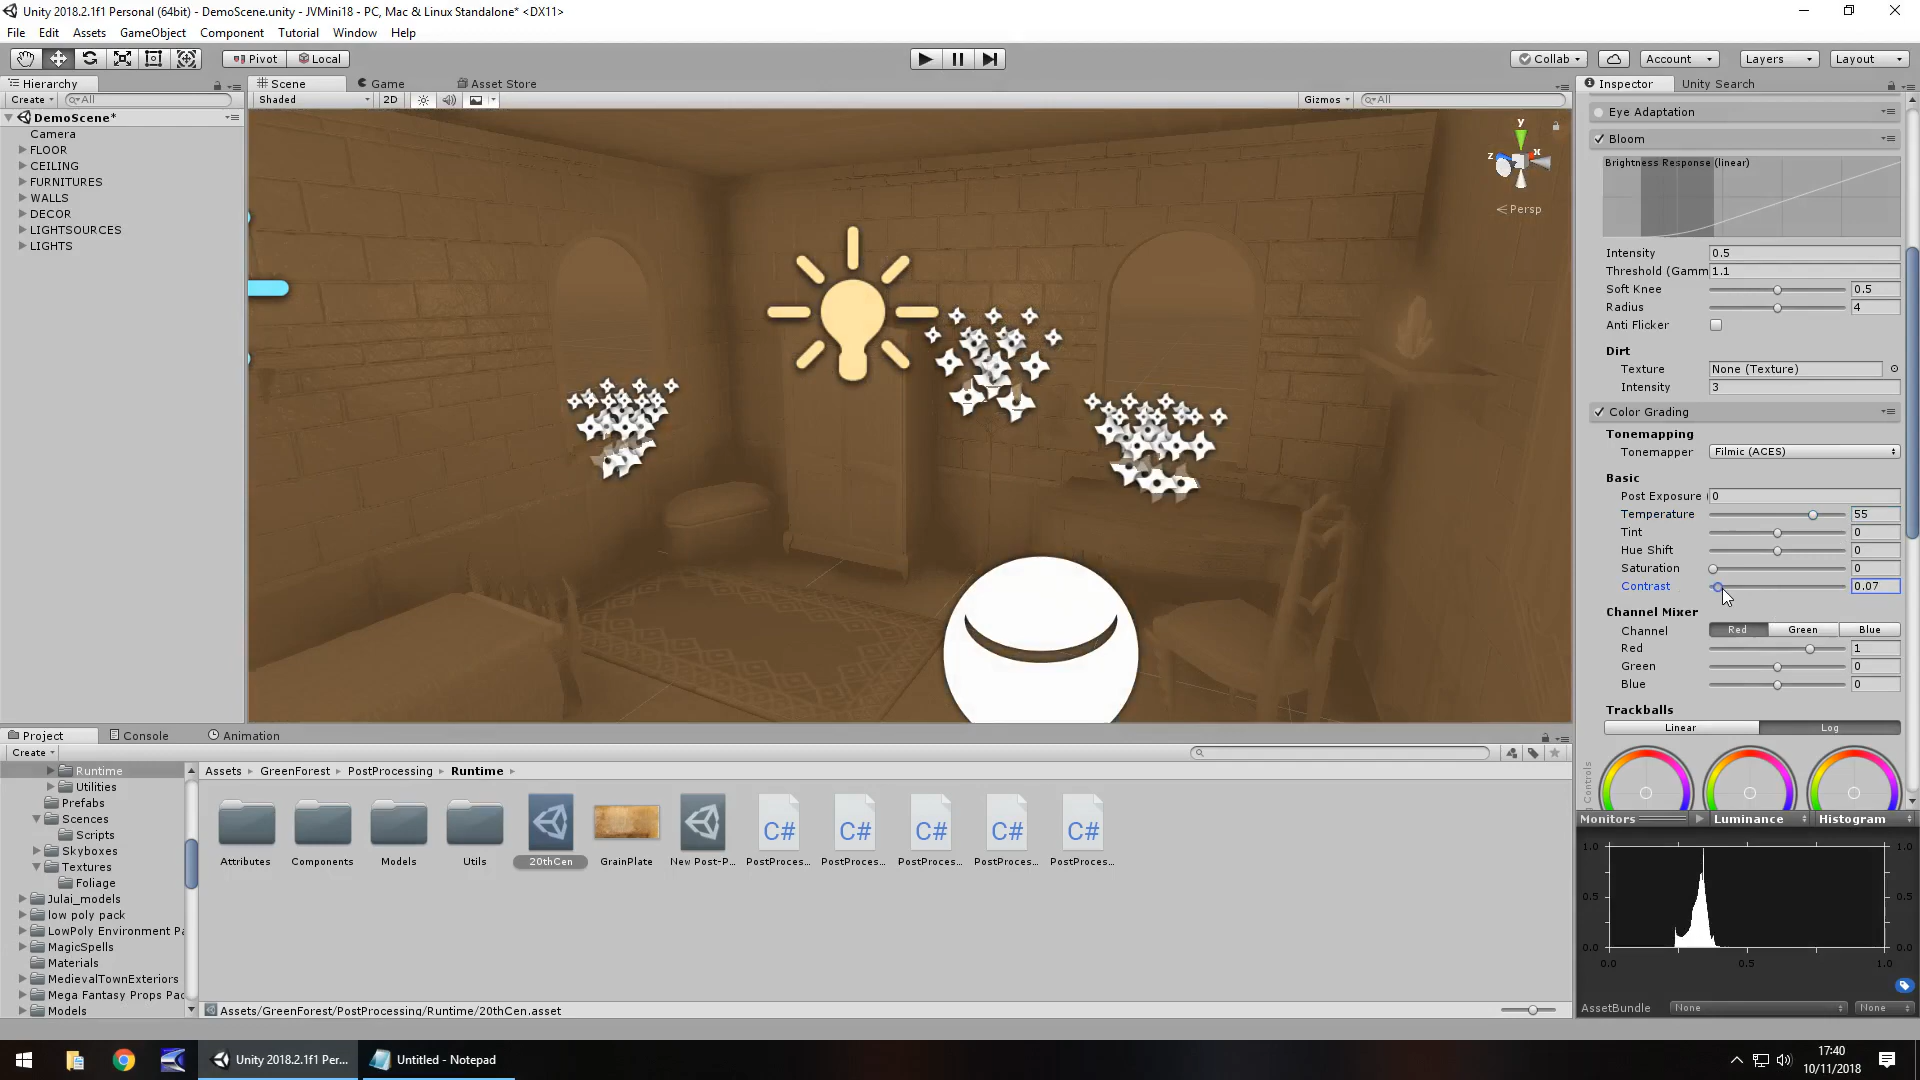 Unity 2018.2.1f1 Personal (64bit) - DemoScene.unity - JVMini18 - PC, Mac & Linux Standalone* <DX11>
File Edit Assets GameObject Component Tutorial Window Help
Pivot Local Collab Account Layers Layout
Hierarchy Scene Game Asset Store Inspector Unity Search
Create All Shaded 2D Gizmos All
DemoScene*
Camera
FLOOR
CEILING
FURNITURES
WALLS
DECOR
LIGHTSOURCES
LIGHTS
y
z x
Persp
Eye Adaptation
Bloom
Brightness Response (linear)
Intensity 0.5
Threshold (Gamm 1.1
Soft Knee 0.5
Radius 4
Anti Flicker
Dirt
Texture None (Texture)
Intensity 3
Color Grading
Tonemapping
Tonemapper Filmic (ACES)
Basic
Post Exposure ( 0
Temperature 55
Tint 0
Hue Shift 0
Saturation 0
Contrast 0.07
Channel Mixer
Channel Red Green Blue
Red 1
Green 0
Blue 0
Trackballs
Linear Log
Monitors Luminance Histogram
1.0 1.0
0.5 0.5
0.0 0.0
0.0 0.5 1.0
AssetBundle None None
Project Console Animation
Create
Runtime
Utilities
Prefabs
Scences
Scripts
Skyboxes
Textures
Foliage
Julai_models
low poly pack
LowPoly Environment Pa
MagicSpells
Materials
MedievalTownExteriors
Mega Fantasy Props Pac
Models
Assets GreenForest PostProcessing Runtime
C# C# C# C# C#
Attributes Components Models Utils 20thCen GrainPlate New Post-P... PostProces... PostProces... PostProces... PostProces... PostProces...
Assets/GreenForest/PostProcessing/Runtime/20thCen.asset
Unity 2018.2.1f1 Per... Untitled - Notepad
17:40
10/11/2018